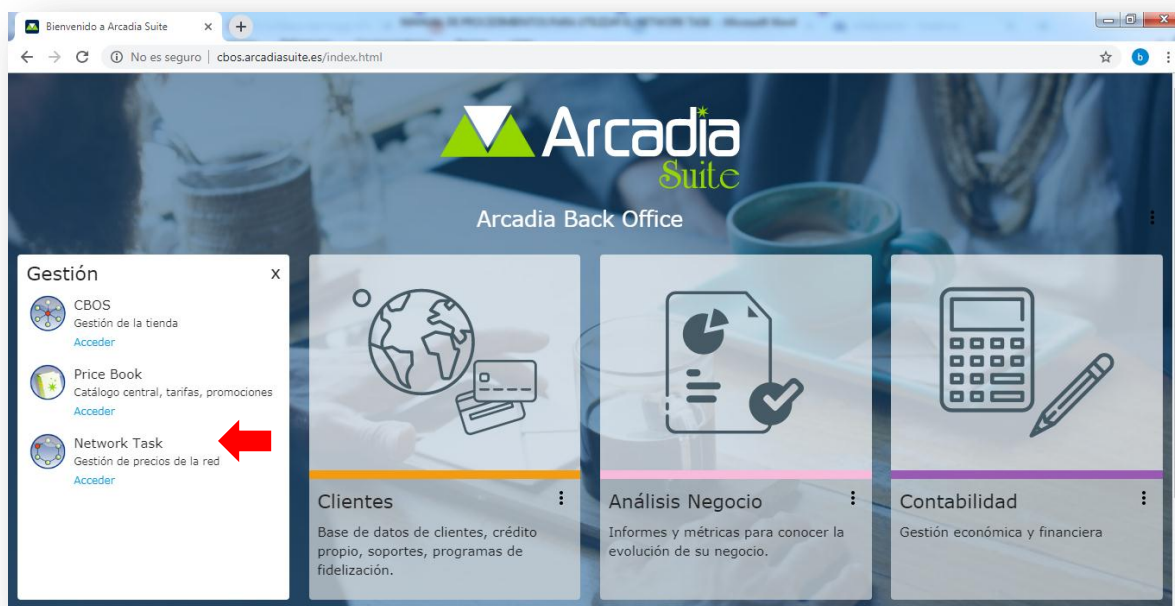 Bienvenido a Arcadia Suite
No es seguro | cbos.arcadiasuite.es/index.html
b
Arcadia
Suite
Arcadia Back Office
Gestión x
CBOS
Gestión de la tienda
Acceder
Price Book
Catálogo central, tarifas, promociones
Acceder
Network Task
Gestión de precios de la red
Acceder
Clientes
Base de datos de clientes, crédito
propio, soportes, programas de
fidelización.
Análisis Negocio
Informes y métricas para conocer la
evolución de su negocio.
Contabilidad
Gestión económica y financiera